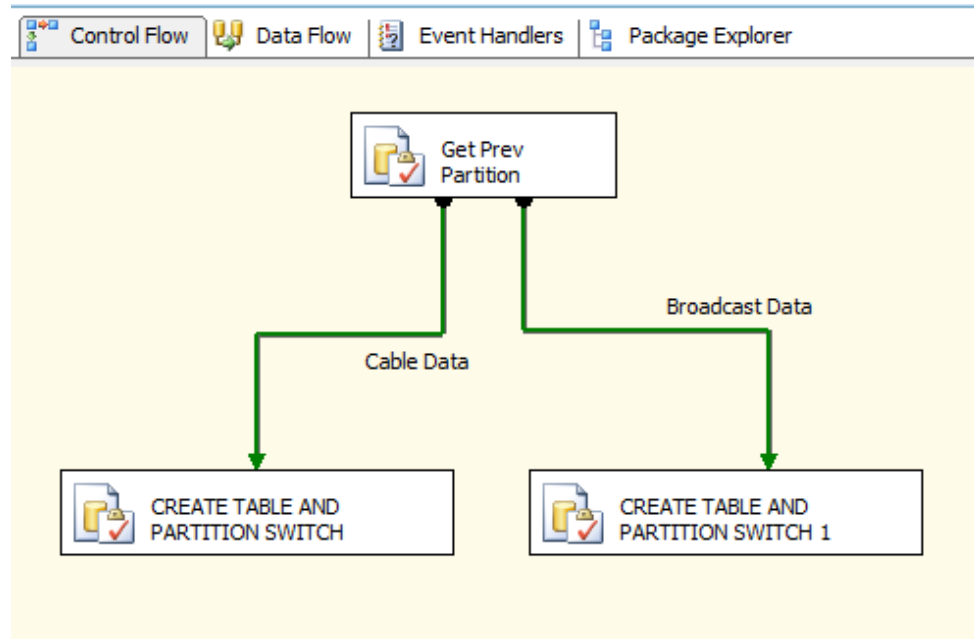 Control Flow Data Flow Event Handlers Package Explorer
Get Prev
Partition
Broadcast Data
Cable Data
CREATE TABLE AND
PARTITION SWITCH
CREATE TABLE AND
PARTITION SWITCH 1